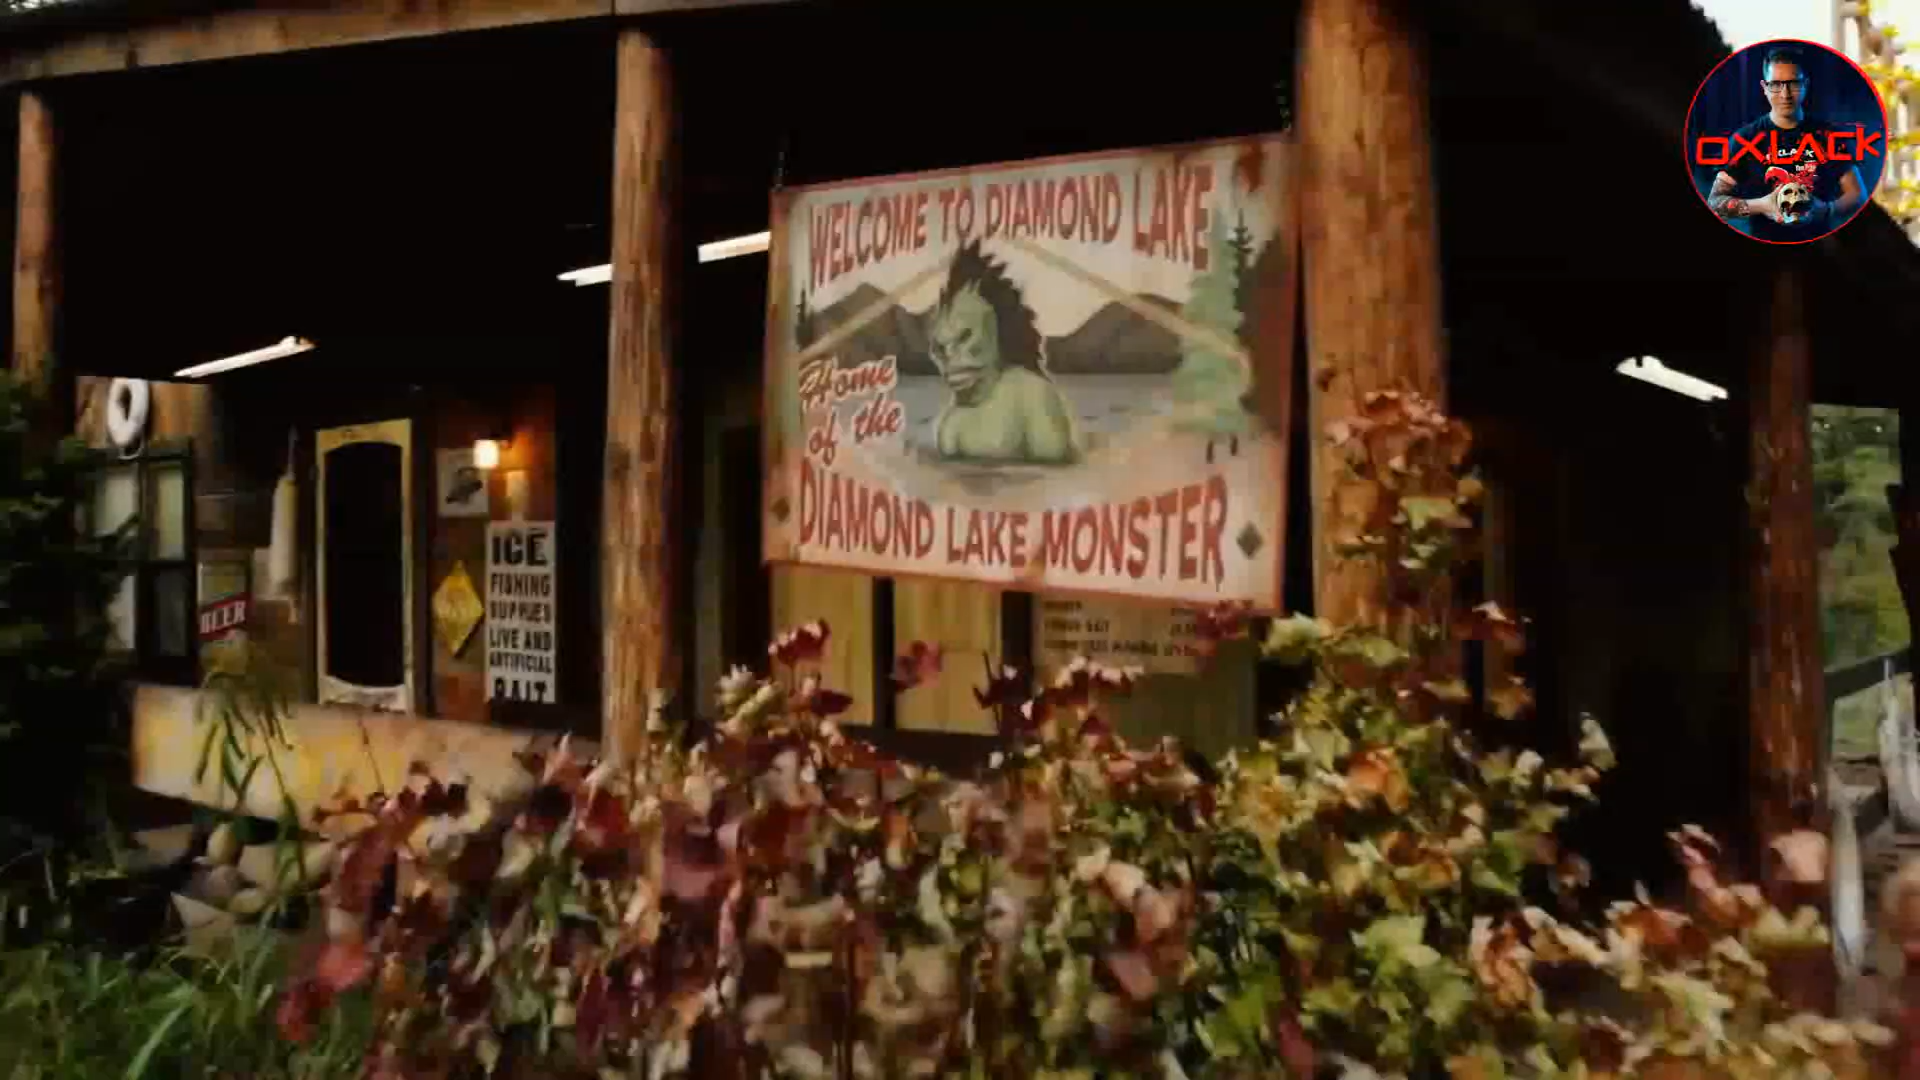 OXLACK
WELCOME TO DIAMOND LAKE
Home
of the
DIAMOND LAKE MONSTER
ICE
FISHING
SUPPLIES
LIVE AND
ARTIFICIAL
BAIT
BEER